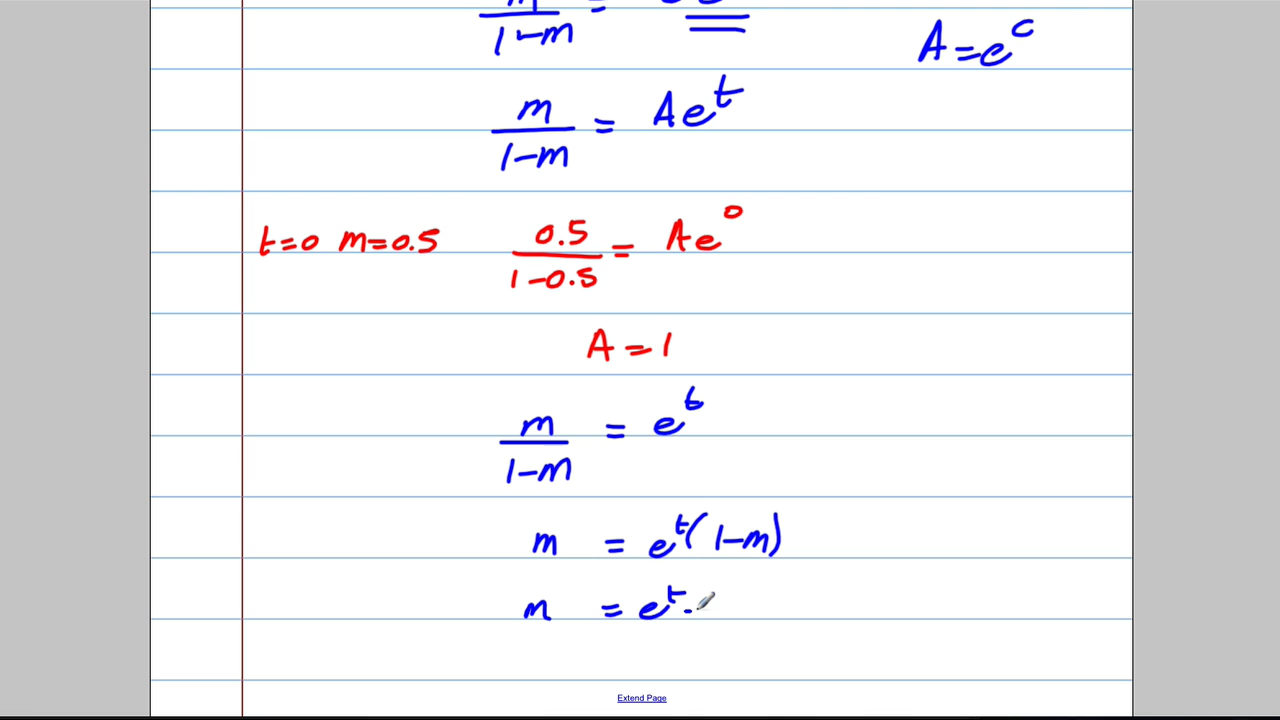 m/(1-m) =
A = e^c
m/(1-m) = Ae^t
t=0 m=0.5 0.5/(1-0.5) = Ae^0
A = 1
m/(1-m) = e^t
m = e^t(1-m)
m = e^t -
Extend Page